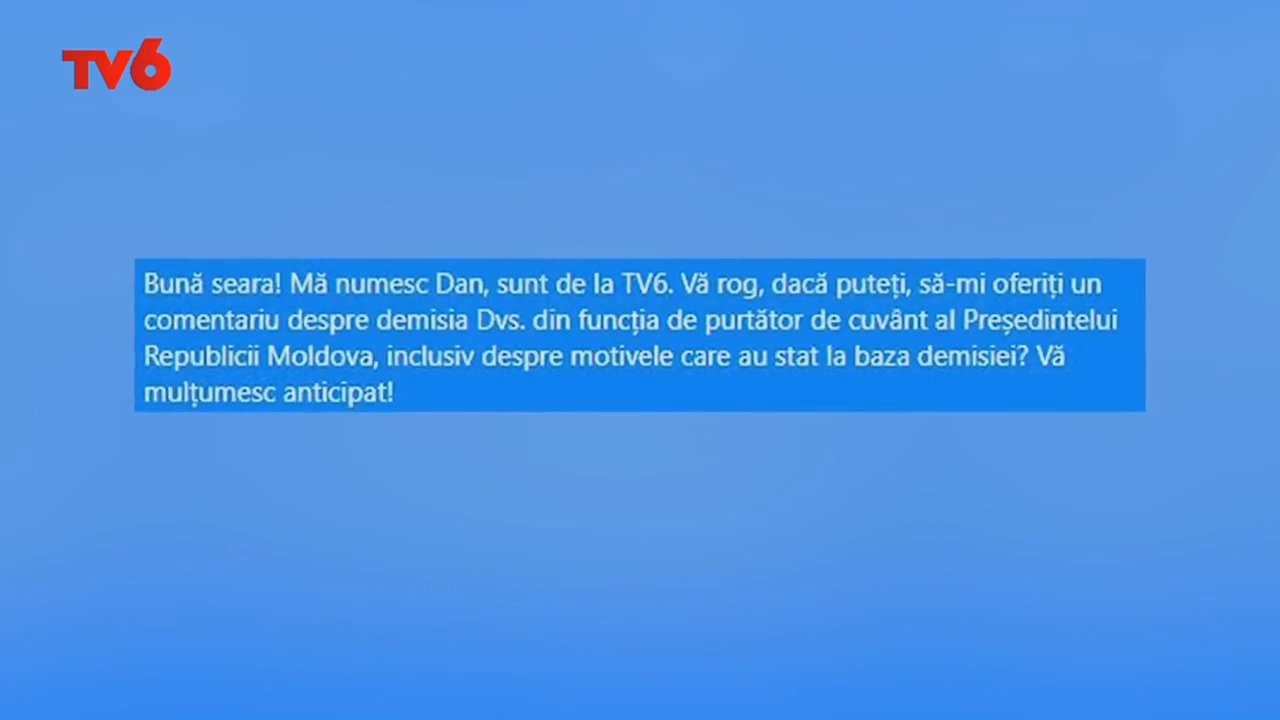 TV6
Bună seara! Mă numesc Dan, sunt de la TV6. Vă rog, dacă puteți, să-mi oferiți un
comentariu despre demisia Dvs. din funcția de purtător de cuvânt al Președintelui
Republicii Moldova, inclusiv despre motivele care au stat la baza demisiei? Vă
mulțumesc anticipat!